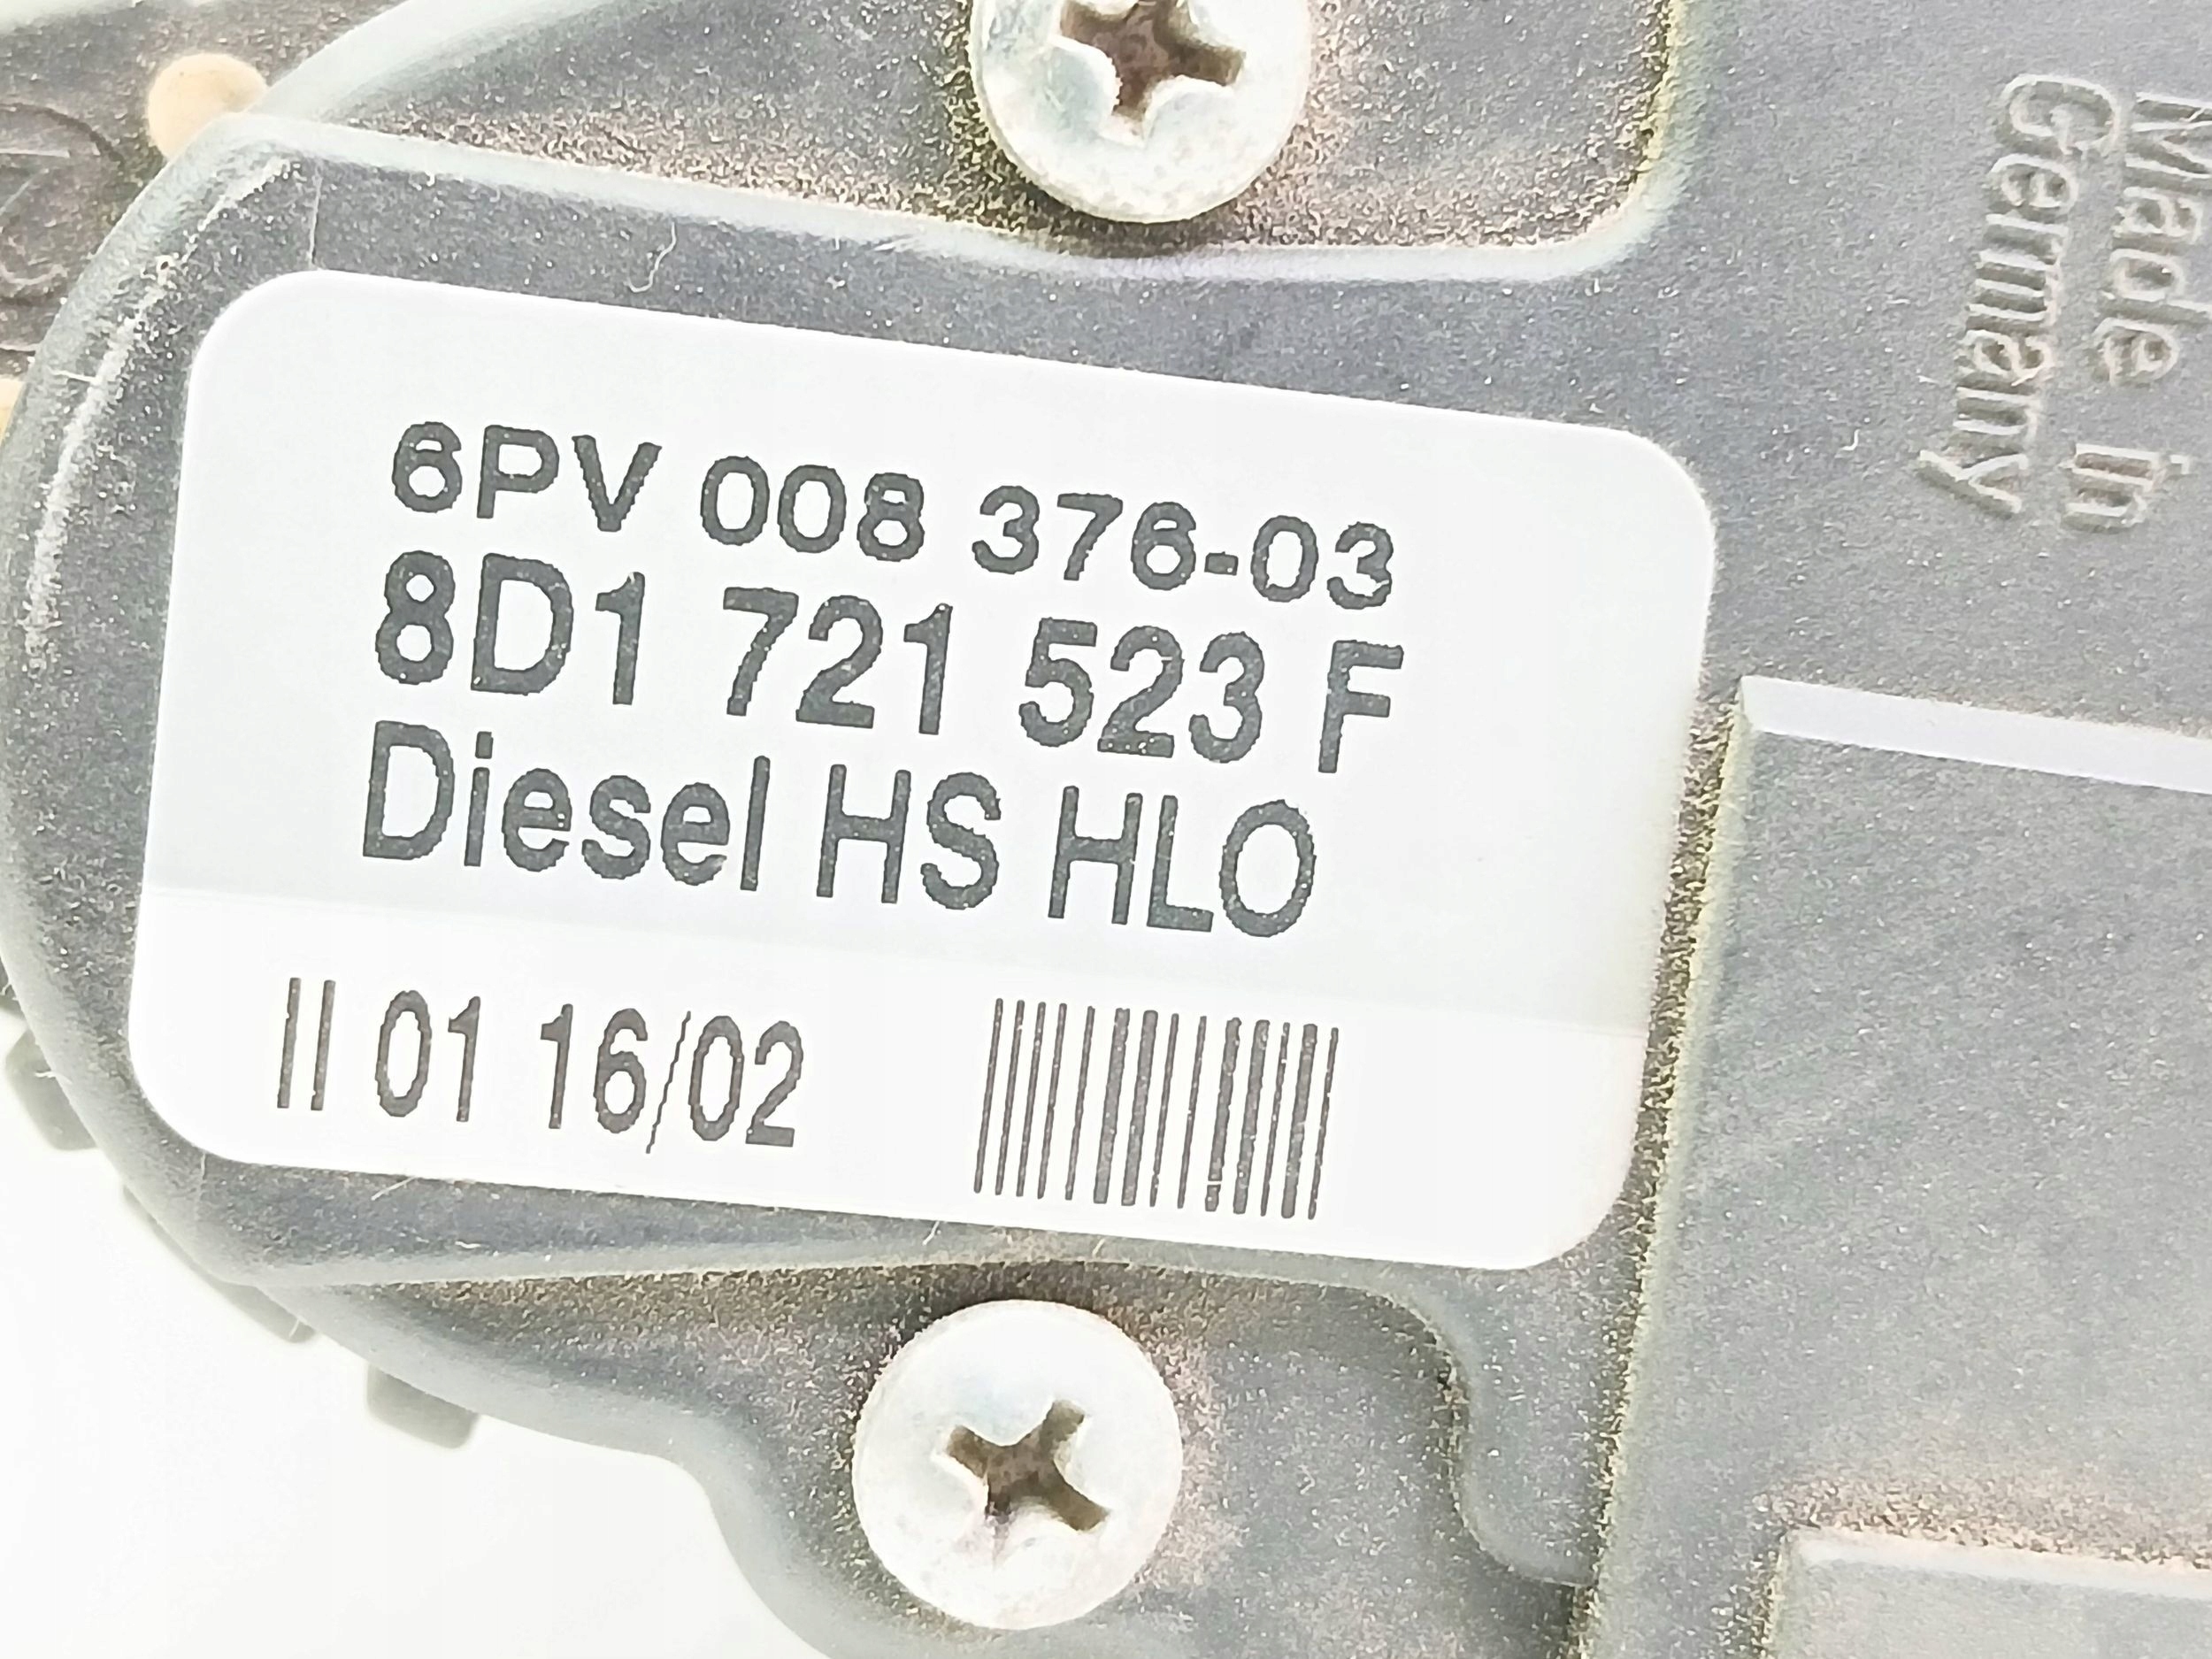 6PV 008 376-03
8D1 721 523 F
Diesel HS HLO
II 01 16/02
Made in
Germany